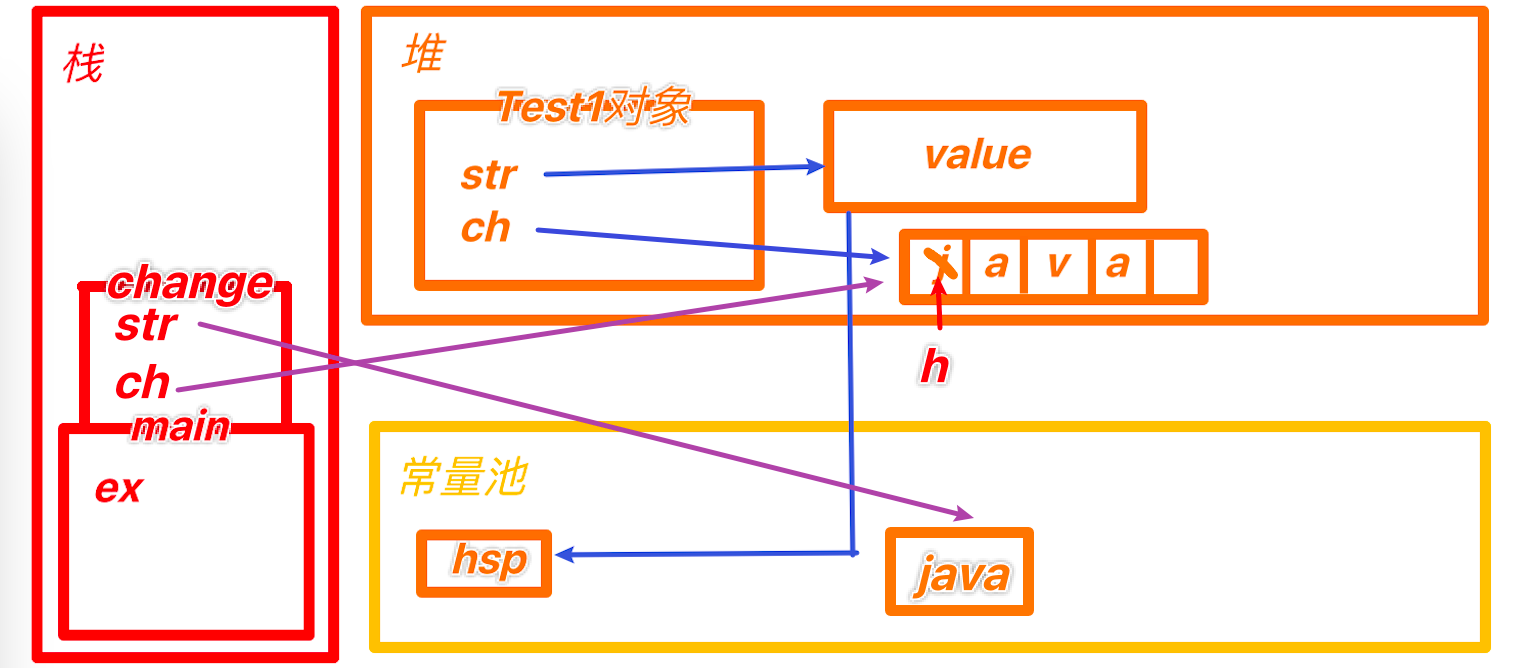 栈
change
str
ch
main
ex
堆
Test1对象
str
ch
value
j a v a
h
常量池
hsp
java